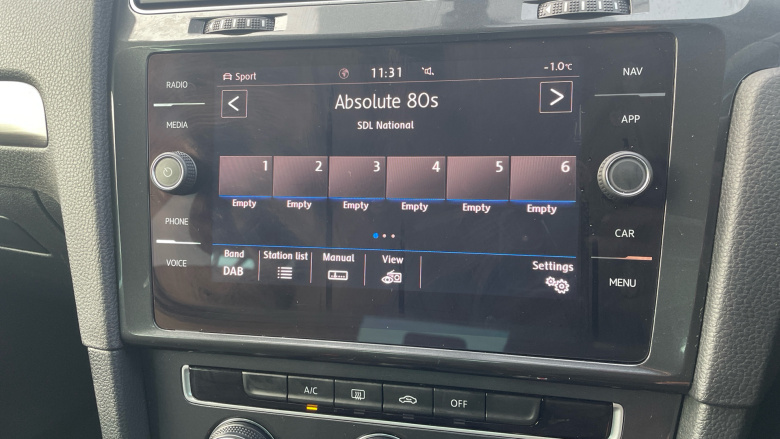 RADIO
MEDIA
PHONE
VOICE
Sport 11:31 -1.0°C
Absolute 80s
SDL National
1 2 3 4 5 6
Empty Empty Empty Empty Empty Empty
Band Station list Manual View Settings
DAB
NAV
APP
CAR
MENU
A/C OFF